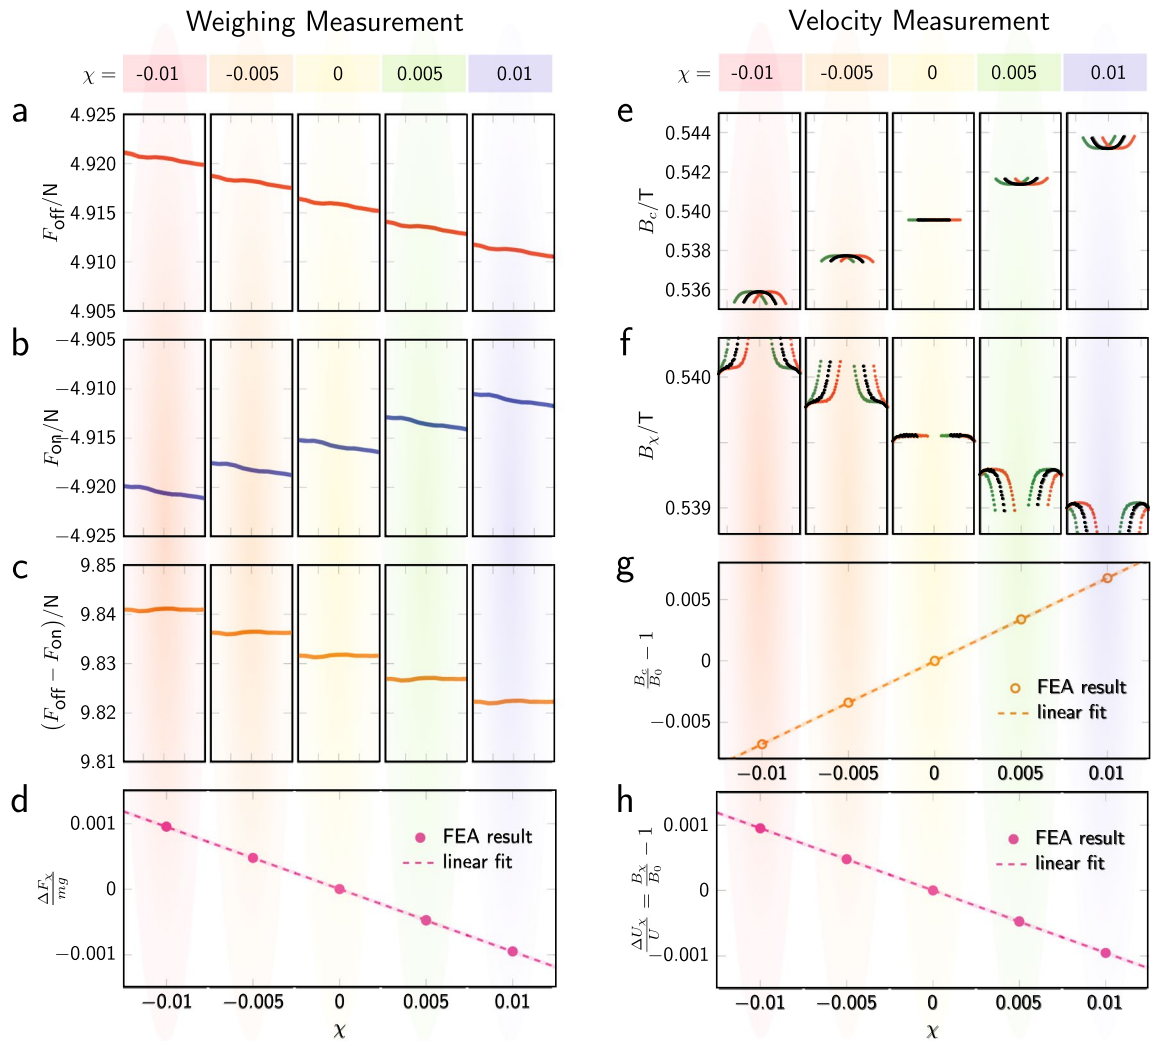 Weighing Measurement
χ = -0.01 -0.005 0 0.005 0.01
a
4.925
4.920
4.915
4.910
4.905
F_off/N
b
−4.905
−4.910
−4.915
−4.920
−4.925
F_on/N
c
9.85
9.84
9.83
9.82
9.81
(F_off − F_on)/N
d
0.001
0
−0.001
ΔF_χ/mg
FEA result
linear fit
−0.01 −0.005 0 0.005 0.01
χ
Velocity Measurement
χ = -0.01 -0.005 0 0.005 0.01
e
0.544
0.542
0.540
0.538
0.536
B_c/T
f
0.540
0.539
B_χ/T
g
0.005
0
−0.005
B_c/B_0 − 1
FEA result
linear fit
−0.01 −0.005 0 0.005 0.01
h
0.001
0
−0.001
ΔU_χ/U = B_χ/B_0 − 1
FEA result
linear fit
−0.01 −0.005 0 0.005 0.01
χ